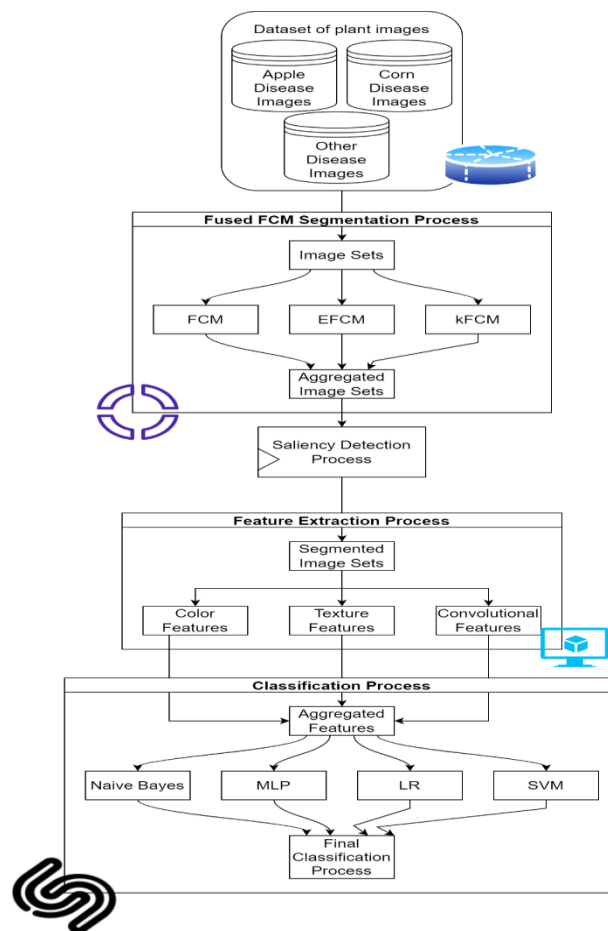 Dataset of plant images
Apple
Disease
Images
Corn
Disease
Images
Other
Disease
Images
Fused FCM Segmentation Process
Image Sets
FCM
EFCM
kFCM
Aggregated
Image Sets
Saliency Detection
Process
Feature Extraction Process
Segmented
Image Sets
Color
Features
Texture
Features
Convolutional
Features
Classification Process
Aggregated
Features
Naive Bayes
MLP
LR
SVM
Final
Classification
Process